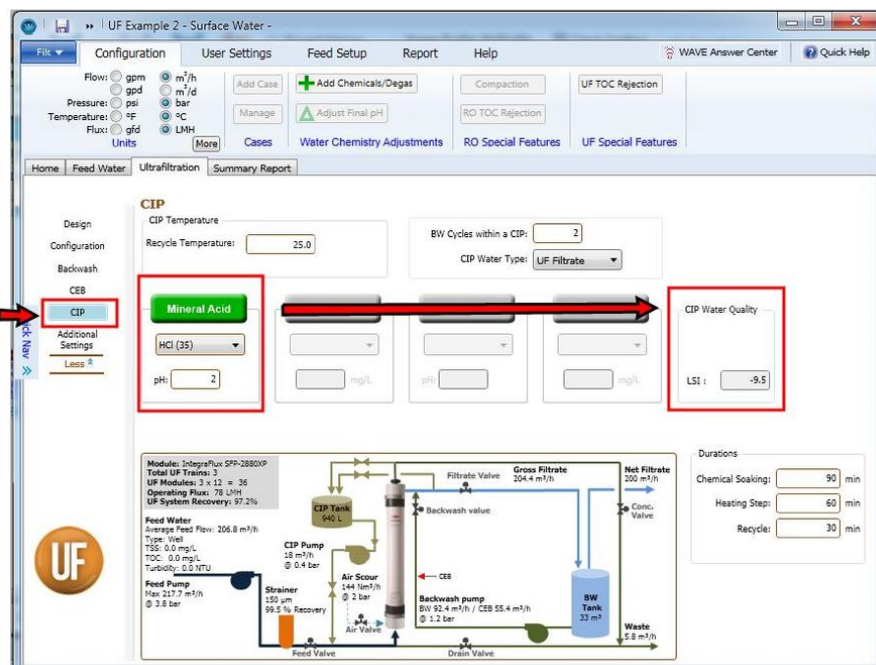 UF Example 2 - Surface Water -
File Configuration User Settings Feed Setup Report Help WAVE Answer Center Quick Help
Flow: gpm m³/h
gpd m³/d
Pressure: psi bar
Temperature: °F °C
Flux: gfd LMH
Units More
Add Case
Manage
Cases
Add Chemicals/Degas
Adjust Final pH
Water Chemistry Adjustments
Compaction
RO TOC Rejection
RO Special Features
UF TOC Rejection
UF Special Features
Home Feed Water Ultrafiltration Summary Report
Design
Configuration
Backwash
CEB
CIP
Additional
Settings
Less
ck Nav
CIP
CIP Temperature
Recycle Temperature: 25.0
BW Cycles within a CIP: 2
CIP Water Type: UF Filtrate
Mineral Acid
HCl (35)
pH: 2
mg/L
pH:
mg/L
CIP Water Quality
LSI : -9.5
Module: IntegraFlux SFP-2880XP
Total UF Trains: 3
UF Modules: 3 x 12 = 36
Operating Flux: 78 LMH
UF System Recovery: 97.2%
Feed Water
Average Feed Flow: 206.8 m³/h
Type: Well
TSS: 0.0 mg/L
TOC: 0.0 mg/L
Turbidity: 0.0 NTU
Feed Pump
Max 217.7 m³/h
@ 3.8 bar
Strainer
150 µm
99.5 % Recovery
CIP Tank
940 L
CIP Pump
18 m³/h
@ 0.4 bar
Air Scour
144 Nm³/h
@ 2 bar
Air Valve
Feed Valve
Filtrate Valve
Gross Filtrate
204.4 m³/h
Net Filtrate
200 m³/h
Backwash value
Conc.
Valve
CEB
Backwash pump
BW 92.4 m³/h / CEB 55.4 m³/h
@ 1.2 bar
BW
Tank
33 m³
Waste
5.8 m³/h
Drain Valve
Durations
Chemical Soaking: 90 min
Heating Step: 60 min
Recycle: 30 min
UF